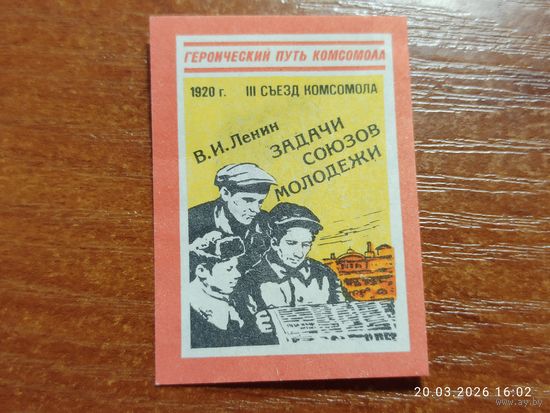 ГЕРОИЧЕСКИЙ ПУТЬ КОМСОМОЛА
1920 г. III СЪЕЗД КОМСОМОЛА
В.И.Ленин
ЗАДАЧИ
СОЮЗОВ
МОЛОДЕЖИ
20.03.2026 16:02
www.ay.by